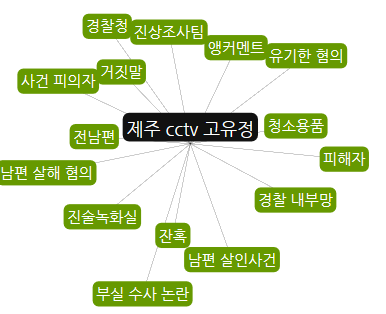 경찰청
진상조사팀
앵커멘트
유기한 혐의
사건 피의자
거짓말
제주 cctv 고유정
청소용품
전남편
피해자
남편 살해 혐의
경찰 내부망
진술녹화실
잔혹
남편 살인사건
부실 수사 논란